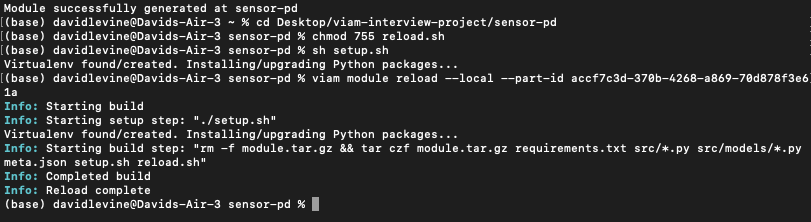 Module successfully generated at sensor-pd
(base) davidlevine@Davids-Air-3 ~ % cd Desktop/viam-interview-project/sensor-pd
(base) davidlevine@Davids-Air-3 sensor-pd % chmod 755 reload.sh
(base) davidlevine@Davids-Air-3 sensor-pd % sh setup.sh
Virtualenv found/created. Installing/upgrading Python packages...
(base) davidlevine@Davids-Air-3 sensor-pd % viam module reload --local --part-id accf7c3d-370b-4268-a869-70d878f3e6
1a
Info: Starting build
Info: Starting setup step: "./setup.sh"
Virtualenv found/created. Installing/upgrading Python packages...
Info: Starting build step: "rm -f module.tar.gz && tar czf module.tar.gz requirements.txt src/*.py src/models/*.py
meta.json setup.sh reload.sh"
Info: Completed build
Info: Reload complete
(base) davidlevine@Davids-Air-3 sensor-pd %